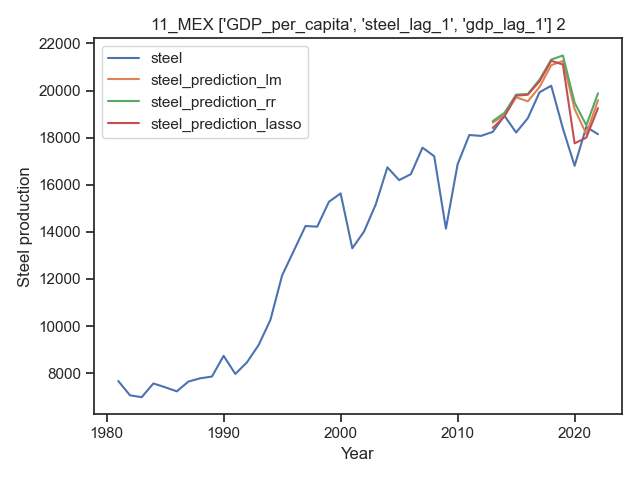 11_MEX ['GDP_per_capita', 'steel_lag_1', 'gdp_lag_1'] 2
steel
steel_prediction_lm
steel_prediction_rr
steel_prediction_lasso
22000
20000
18000
16000
14000
12000
10000
8000
Steel production
1980
1990
2000
2010
2020
Year